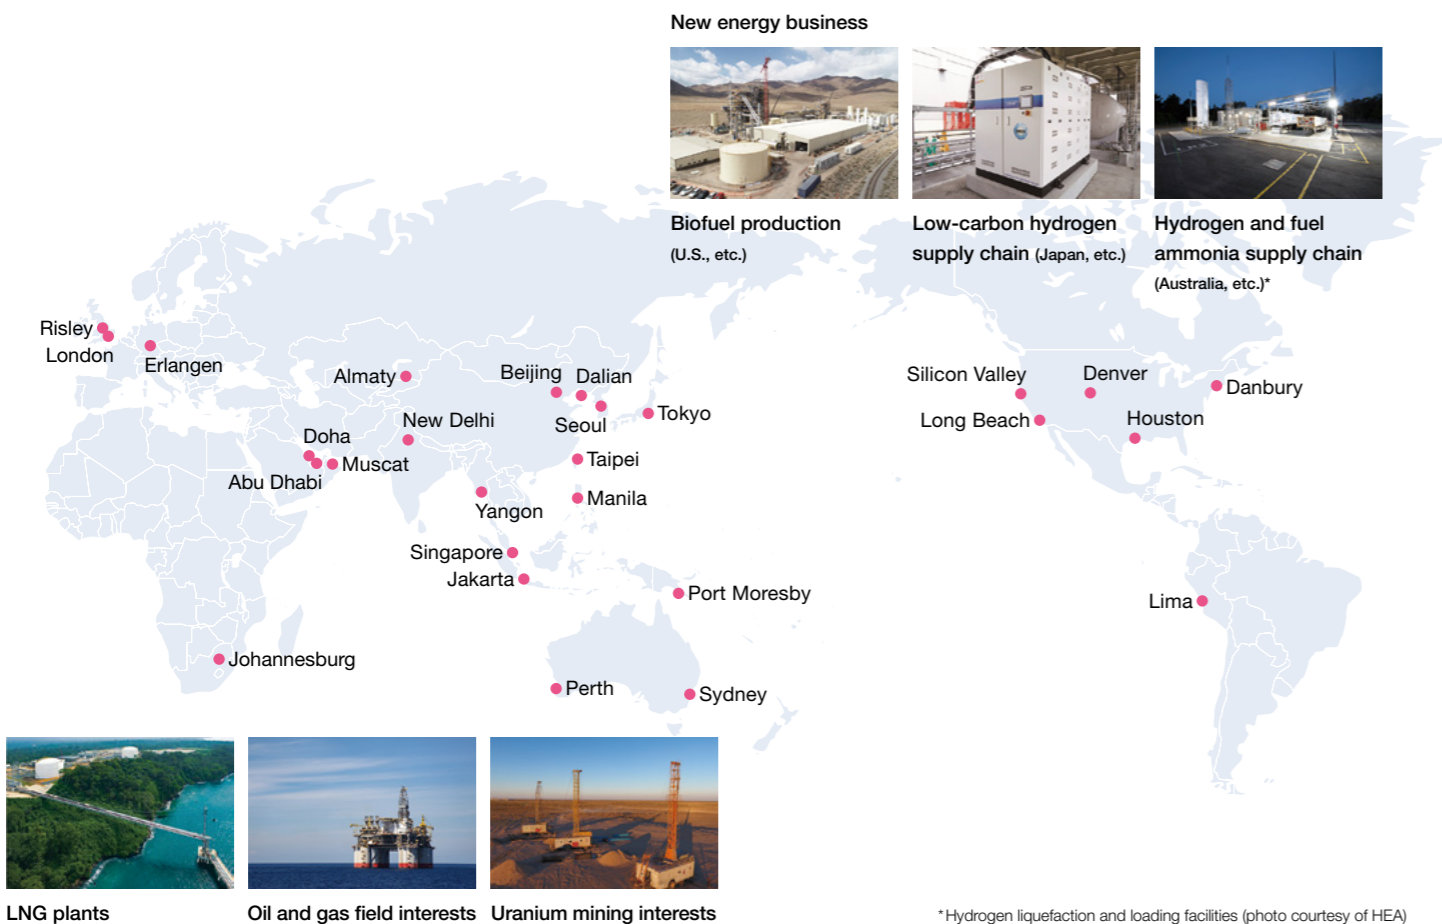 New energy business
Biofuel production
(U.S., etc.)
Low-carbon hydrogen
supply chain (Japan, etc.)
Hydrogen and fuel
ammonia supply chain
(Australia, etc.)*
Risley
London
Erlangen
Almaty
Beijing
Dalian
Seoul
Tokyo
New Delhi
Doha
Muscat
Abu Dhabi
Taipei
Manila
Yangon
Singapore
Jakarta
Port Moresby
Johannesburg
Perth
Sydney
Silicon Valley
Denver
Danbury
Long Beach
Houston
Lima
LNG plants
Oil and gas field interests
Uranium mining interests
*Hydrogen liquefaction and loading facilities (photo courtesy of HEA)